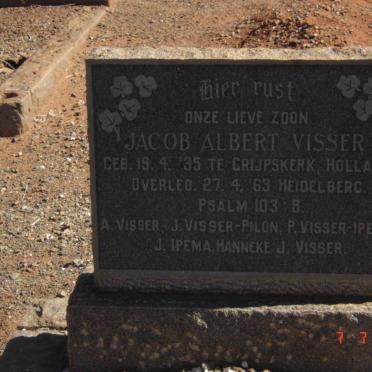 Hier rust
ONZE LIEVE ZOON
JACOB ALBERT VISSER
GEB. 19. 4. '35 TE GRIJPSKERK, HOLLA
OVERLED. 27. 4. '63 HEIDELBERG.
PSALM 103 : 8.
A. VISSER, J. VISSER-PILON, P. VISSER-IPE
J. IPEMA, HANNEKE J. VISSER.
7 7